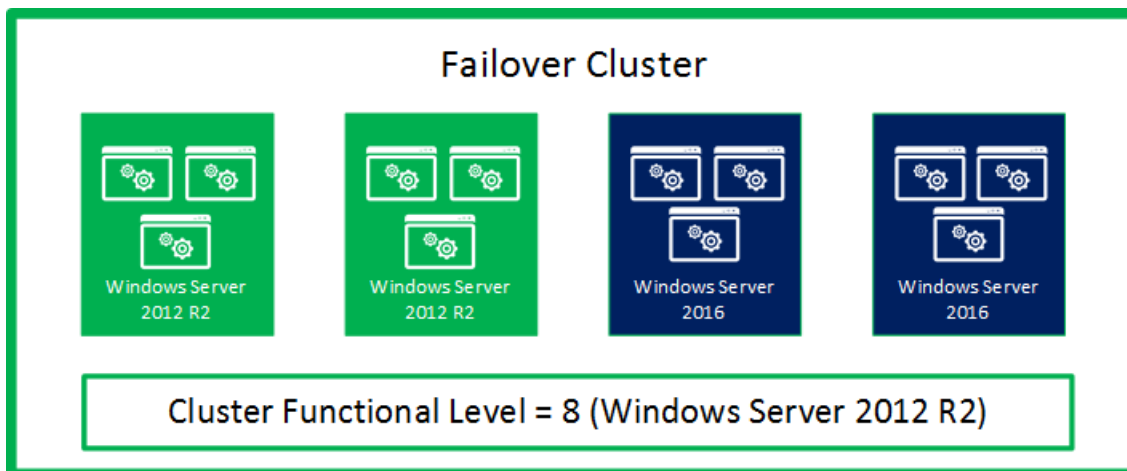 Failover Cluster
Windows Server
2012 R2
Windows Server
2012 R2
Windows Server
2016
Windows Server
2016
Cluster Functional Level = 8 (Windows Server 2012 R2)